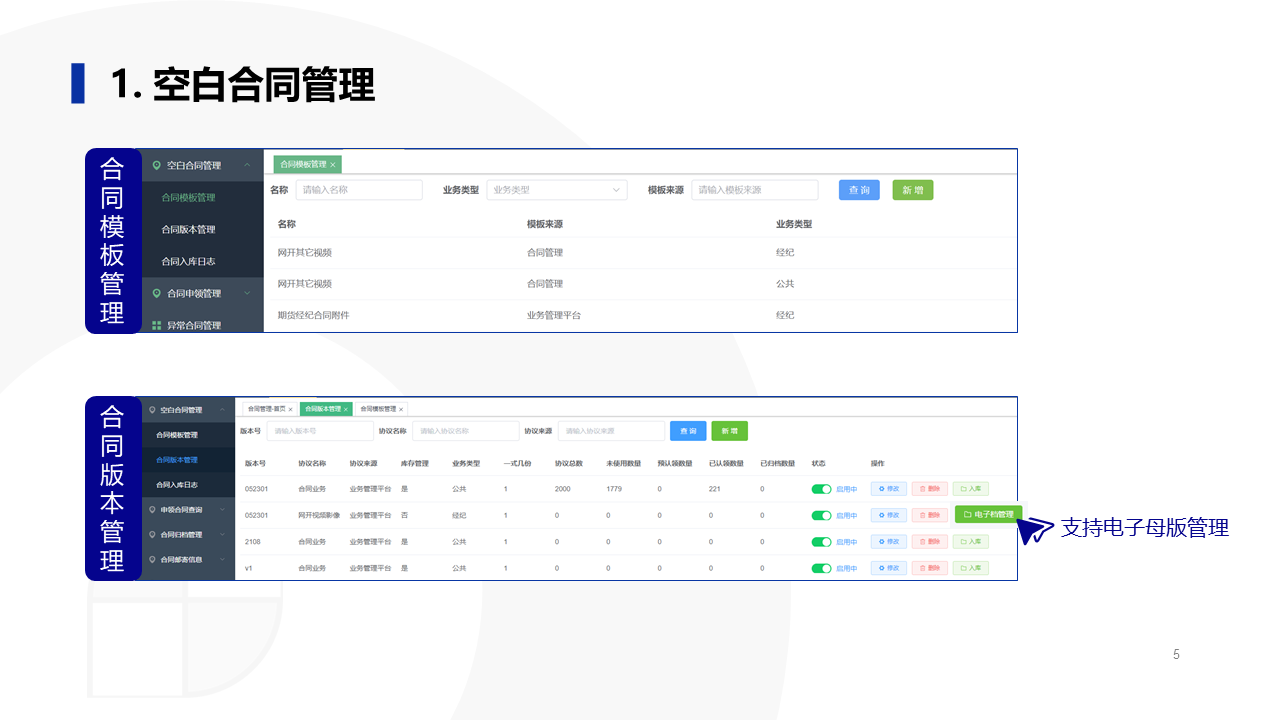 1. 空白合同管理
合同模板管理
空白合同管理
合同模板管理
合同版本管理
合同入库日志
合同申领管理
异常合同管理
合同模板管理 ×
名称 请输入名称 业务类型 业务类型 模板来源 请输入模板来源 查询 新增
名称 模板来源 业务类型
网开其它视频 合同管理 经纪
网开其它视频 合同管理 公共
期货经纪合同附件 业务管理平台 经纪
合同版本管理
空白合同管理
合同模板管理
合同版本管理
合同入库日志
申领合同查询
合同归档管理
合同邮寄信息
合同管理-首页 × 合同版本管理 × 合同模板管理 ×
版本号 请输入版本号 协议名称 请输入协议名称 协议来源 请输入协议来源 查询 新增
版本号 协议名称 协议来源 库存管理 业务类型 一式几份 协议总数 未使用数量 预认领数量 已认领数量 已归档数量 状态 操作
052301 合同业务 业务管理平台 是 公共 1 2000 1779 0 221 0 启用中 修改 删除 入库
052301 网开视频影像 业务管理平台 否 经纪 1 0 0 0 0 0 启用中 修改 删除 电子档管理
2108 合同业务 业务管理平台 是 公共 1 0 0 0 0 0 启用中 修改 删除 入库
v1 合同业务 业务管理平台 是 公共 1 0 0 0 0 0 启用中 修改 删除 入库
支持电子母版管理
5